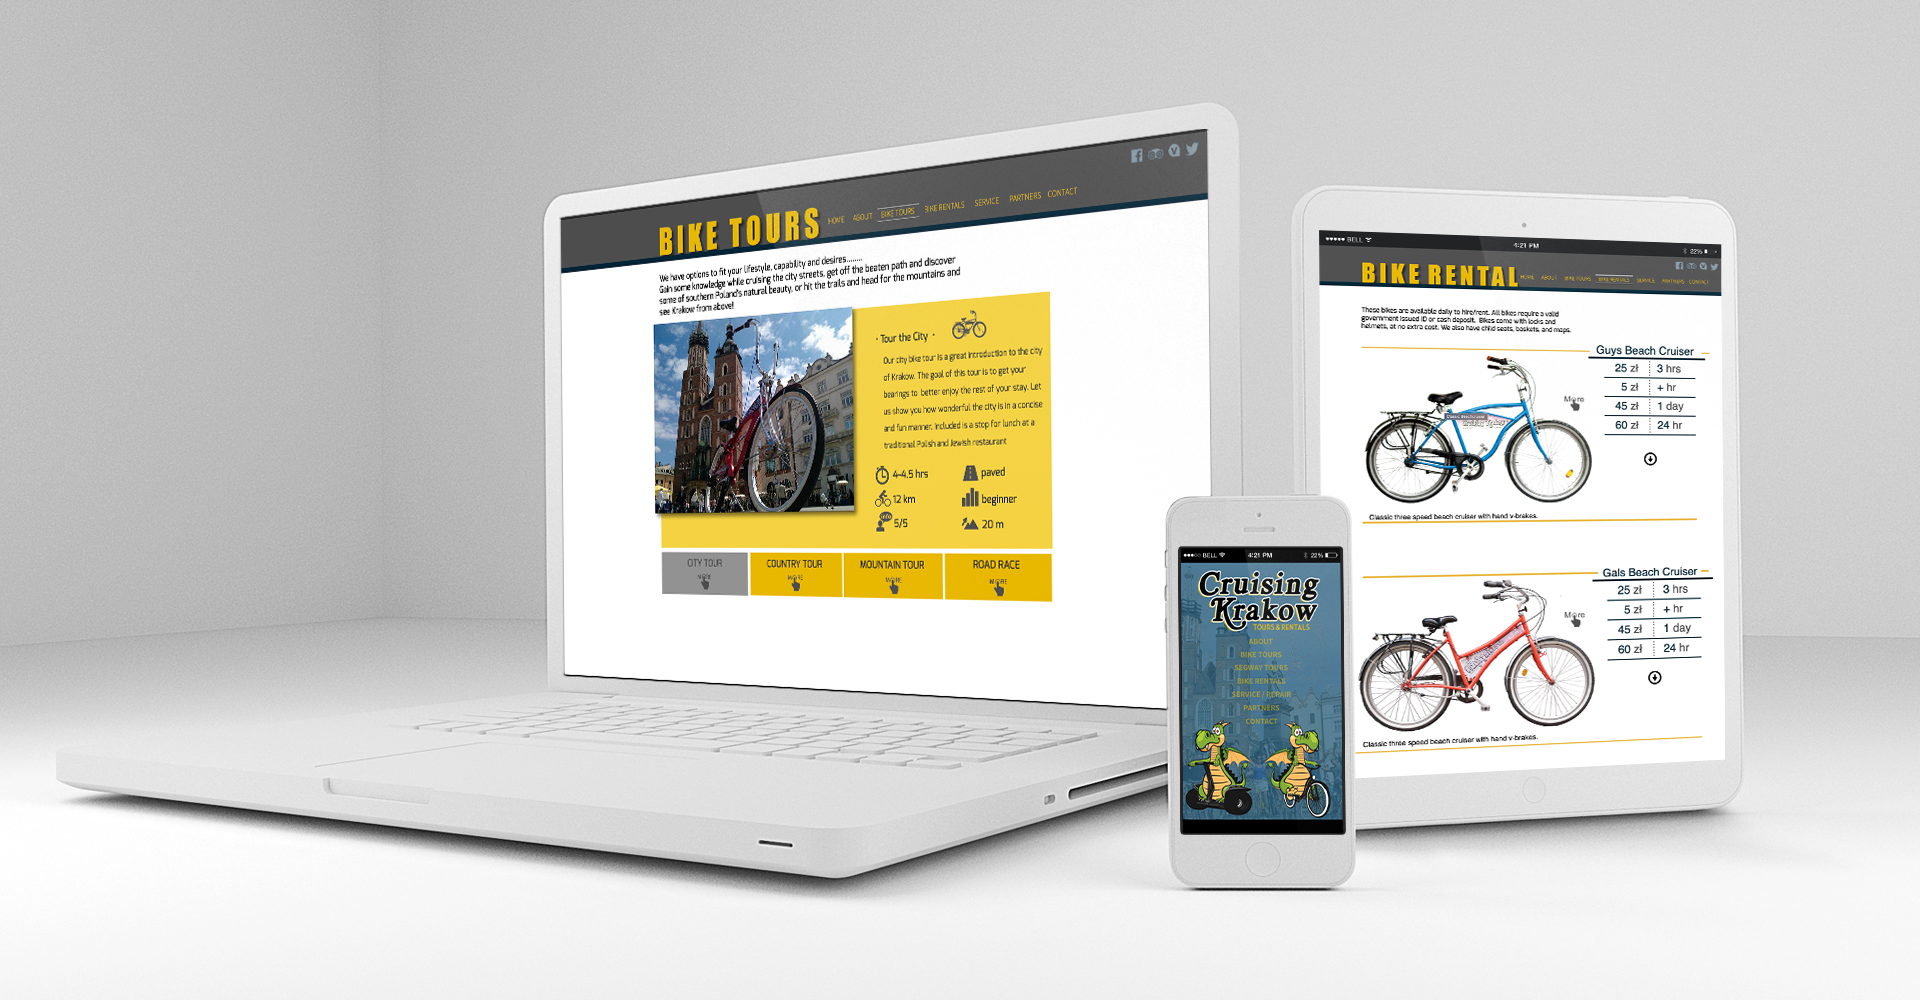 BIKE TOURS
HOME ABOUT BIKE TOURS BIKE RENTALS SERVICE PARTNERS CONTACT
We have options to fit your lifestyle, capability and desires........
Gain some knowledge while cruising the city streets, get off the beaten path and discover
some of southern Poland's natural beauty, or hit the trails and head for the mountains and
see Krakow from above!
· Tour the City ·
Our city bike tour is a great introduction to the city
of Krakow. The goal of this tour is to get your
bearings to better enjoy the rest of your stay. Let
us show you how wonderful the city is in a concise
and fun manner. Included is a stop for lunch at a
traditional Polish and Jewish restaurant
4-4.5 hrs paved
12 km beginner
info
5/5 20 m
CITY TOUR COUNTRY TOUR MOUNTAIN TOUR ROAD RACE
MORE MORE MORE MORE
BELL 4:21 PM 22%
Cruising
Krakow
TOURS & RENTALS
ABOUT
BIKE TOURS
SEGWAY TOURS
BIKE RENTALS
SERVICE / REPAIR
PARTNERS
CONTACT
BELL 4:21 PM 22%
BIKE RENTAL
HOME ABOUT BIKE TOURS BIKE RENTALS SERVICE PARTNERS CONTACT
These bikes are available daily to hire/rent. All bikes require a valid
government issued ID or cash deposit. Bikes come with locks and
helmets, at no extra cost. We also have child seats, baskets, and maps.
Guys Beach Cruiser
25 zł 3 hrs
5 zł + hr
45 zł 1 day
60 zł 24 hr
More
Classic three speed beach cruiser with hand v-brakes.
Gals Beach Cruiser
25 zł 3 hrs
5 zł + hr
45 zł 1 day
60 zł 24 hr
More
Classic three speed beach cruiser with hand v-brakes.